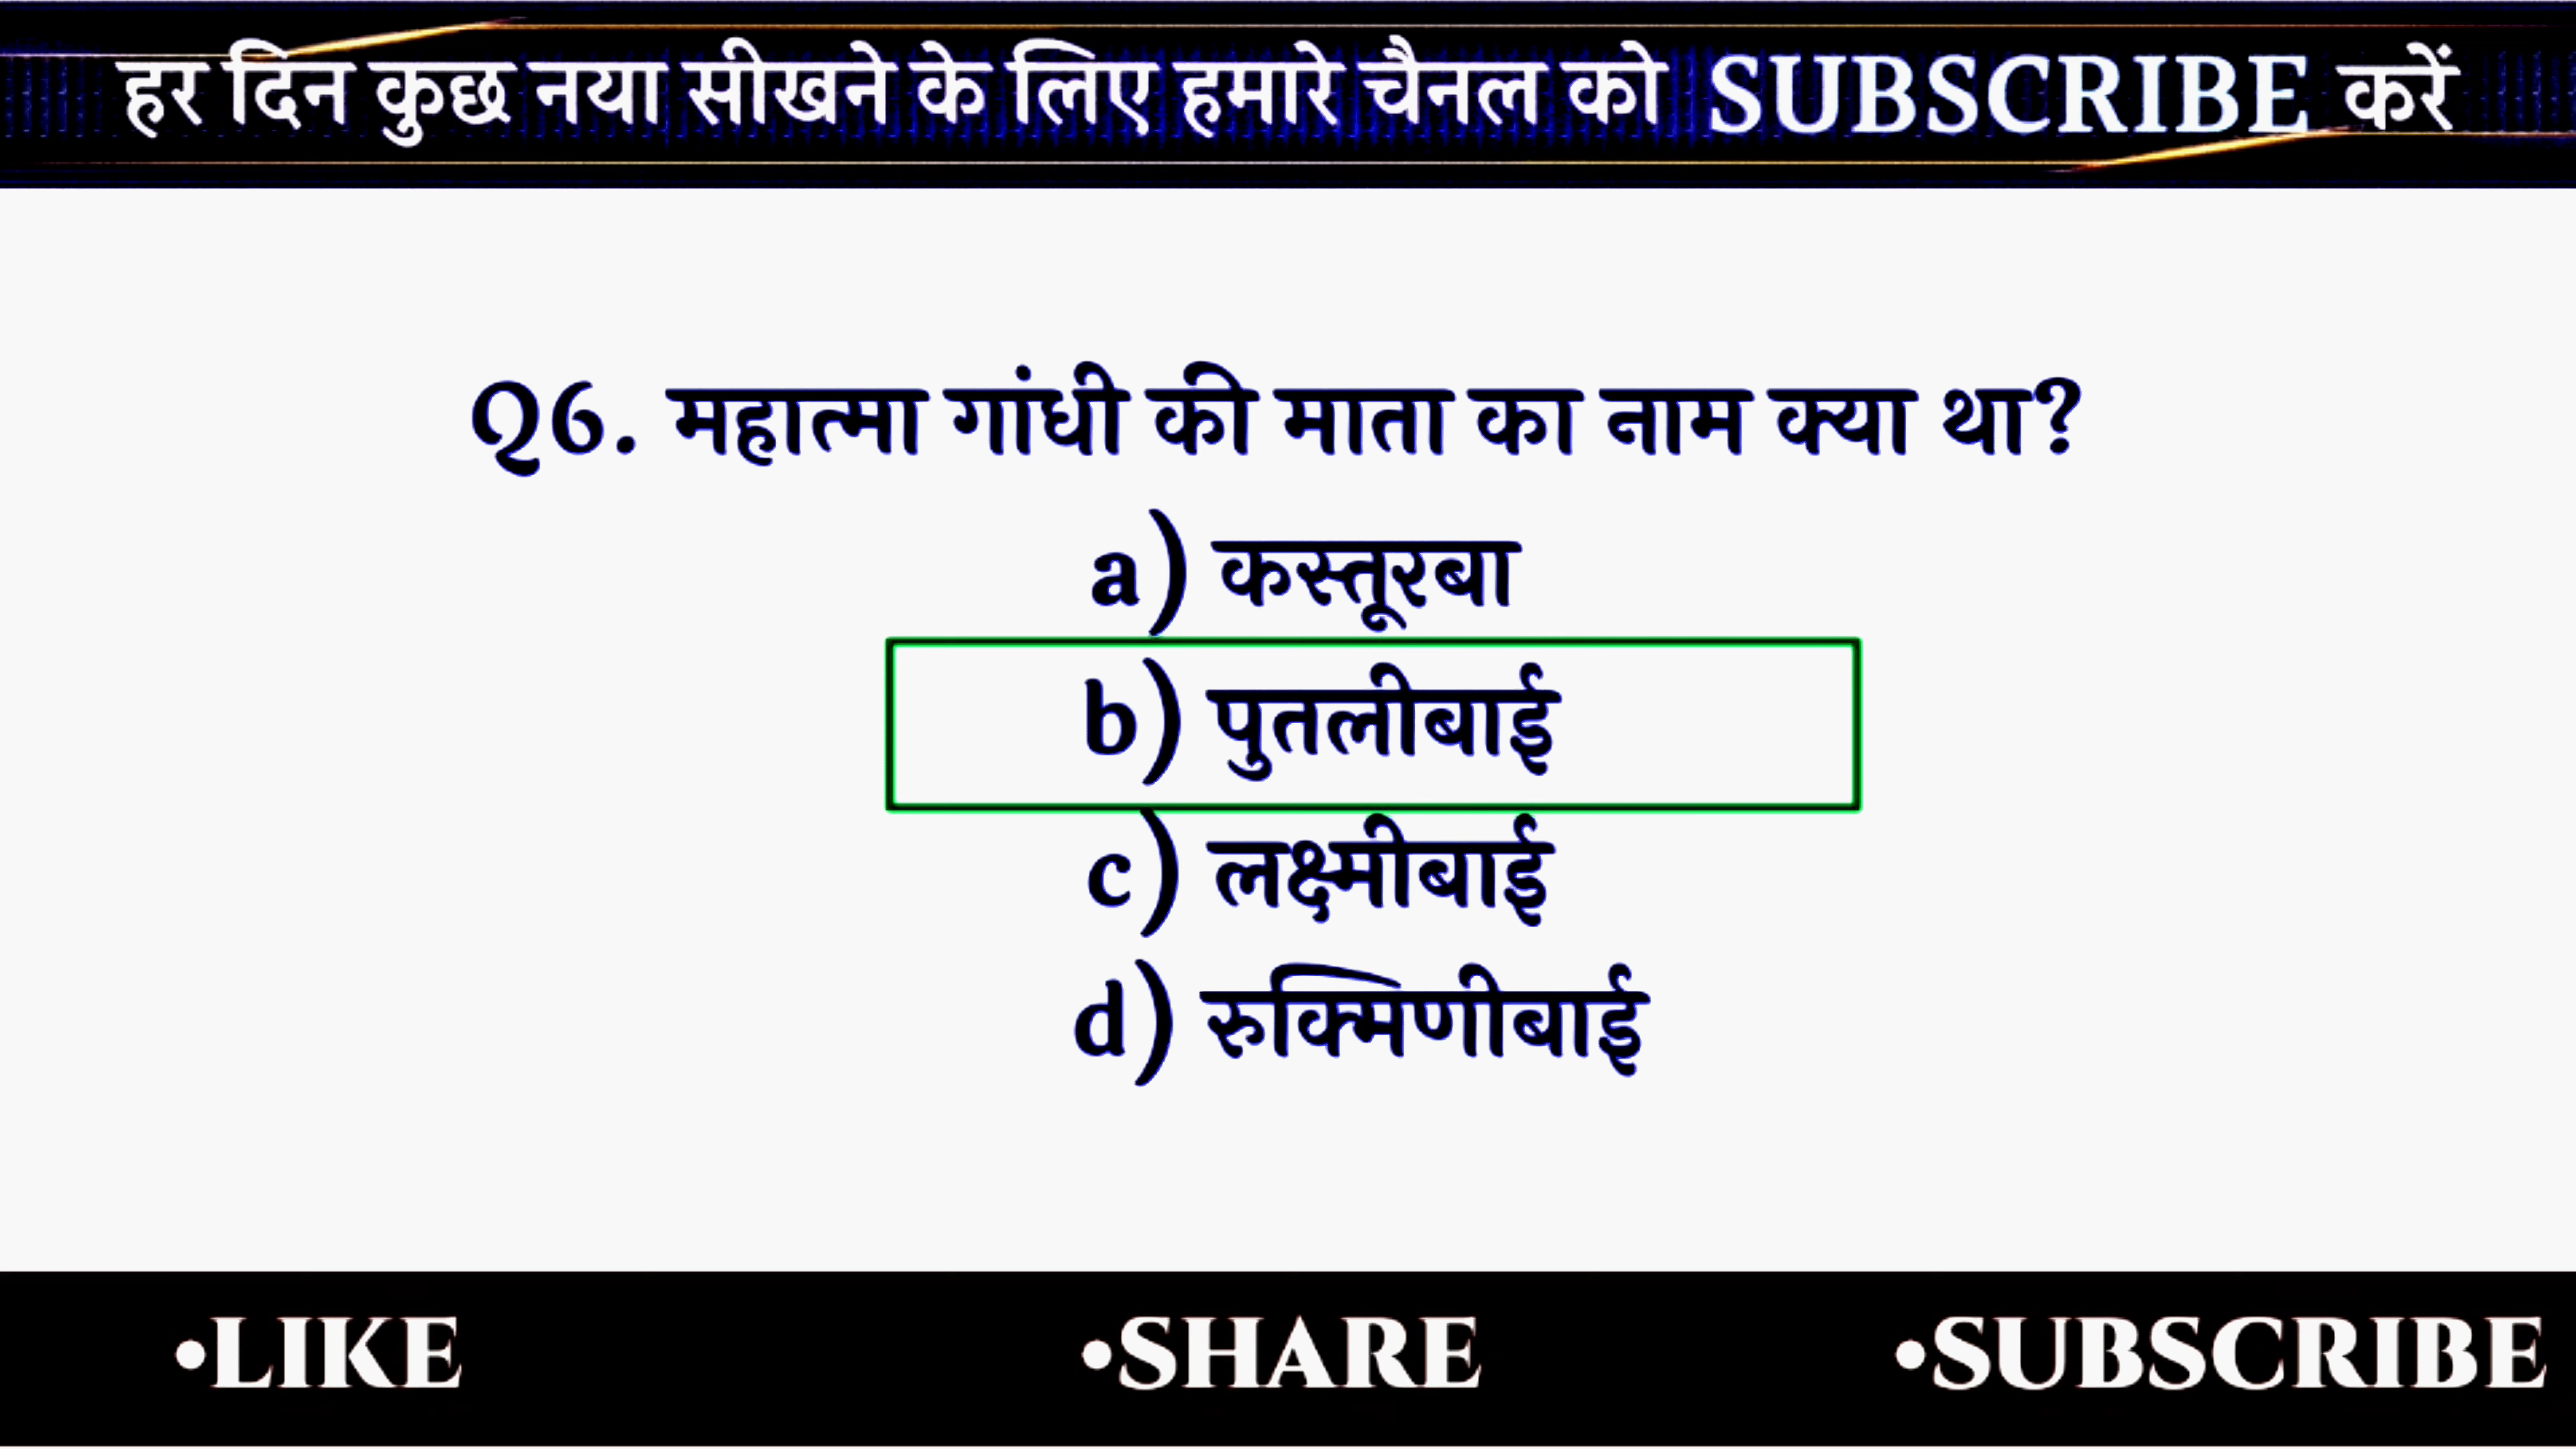 हर दिन कुछ नया सीखने के लिए हमारे चैनल को SUBSCRIBE करें
Q6. महात्मा गांधी की माता का नाम क्या था?
a) कस्तूरबा
b) पुतलीबाई
c) लक्ष्मीबाई
d) रुक्मिणीबाई
•LIKE •SHARE •SUBSCRIBE